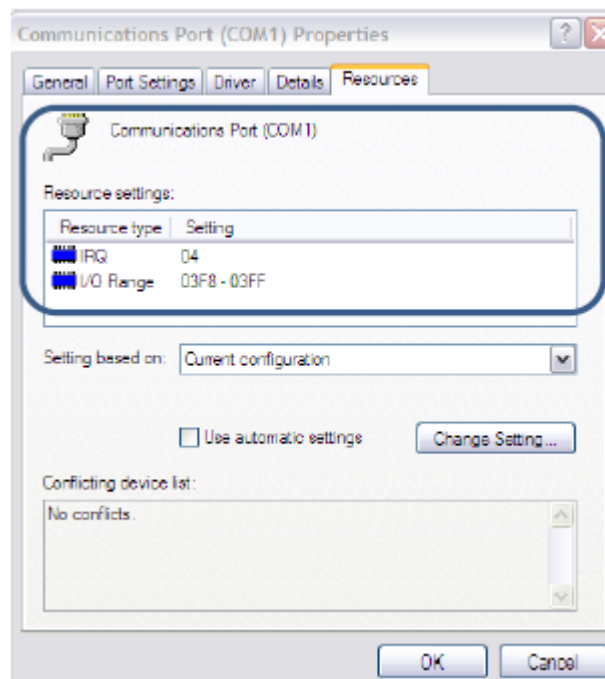 Communications Port (COM1) Properties
General Port Settings Driver Details Resources
Communications Port (COM1)
Resource settings:
Resource type Setting
IRQ 04
I/O Range 03F8 - 03FF
Setting based on: Current configuration
Use automatic settings Change Setting...
Conflicting device list:
No conflicts.
OK Cancel